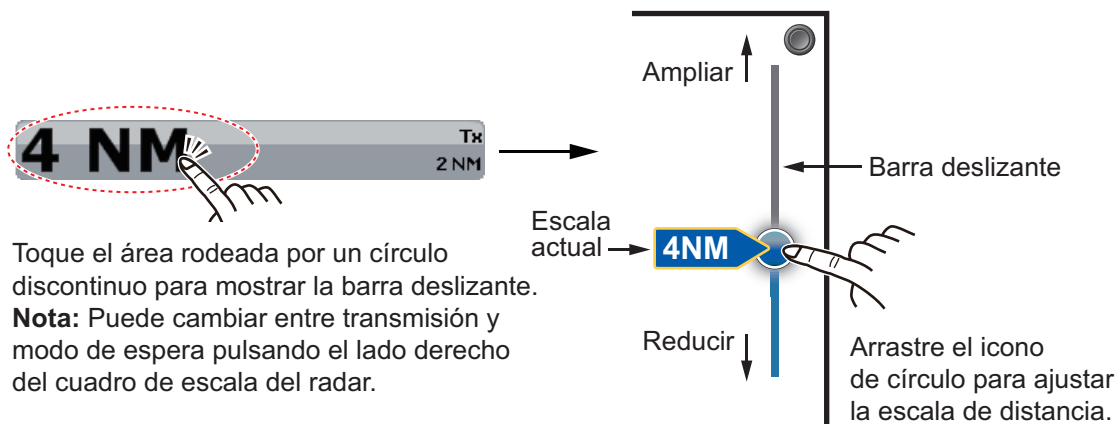 4 NM
Tx
2 NM
Toque el área rodeada por un círculo
discontinuo para mostrar la barra deslizante.
Nota: Puede cambiar entre transmisión y
modo de espera pulsando el lado derecho
del cuadro de escala del radar.
Ampliar
Barra deslizante
Escala
actual
4NM
Reducir
Arrastre el icono
de círculo para ajustar
la escala de distancia.